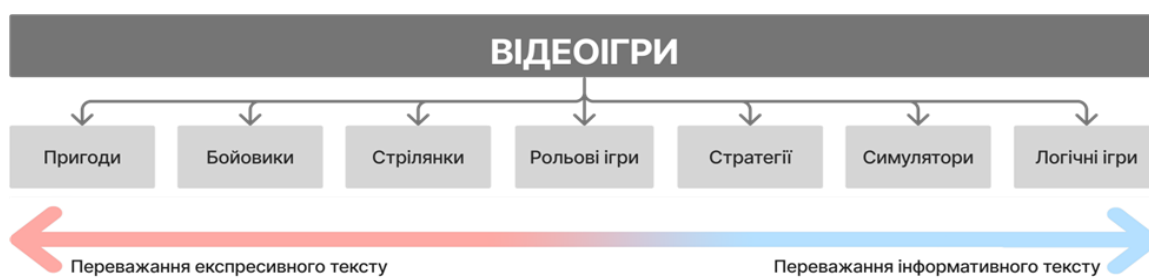 ВІДЕОІГРИ
Пригоди
Бойовики
Стрілянки
Рольові ігри
Стратегії
Симулятори
Логічні ігри
Переважання експресивного тексту
Переважання інформативного тексту